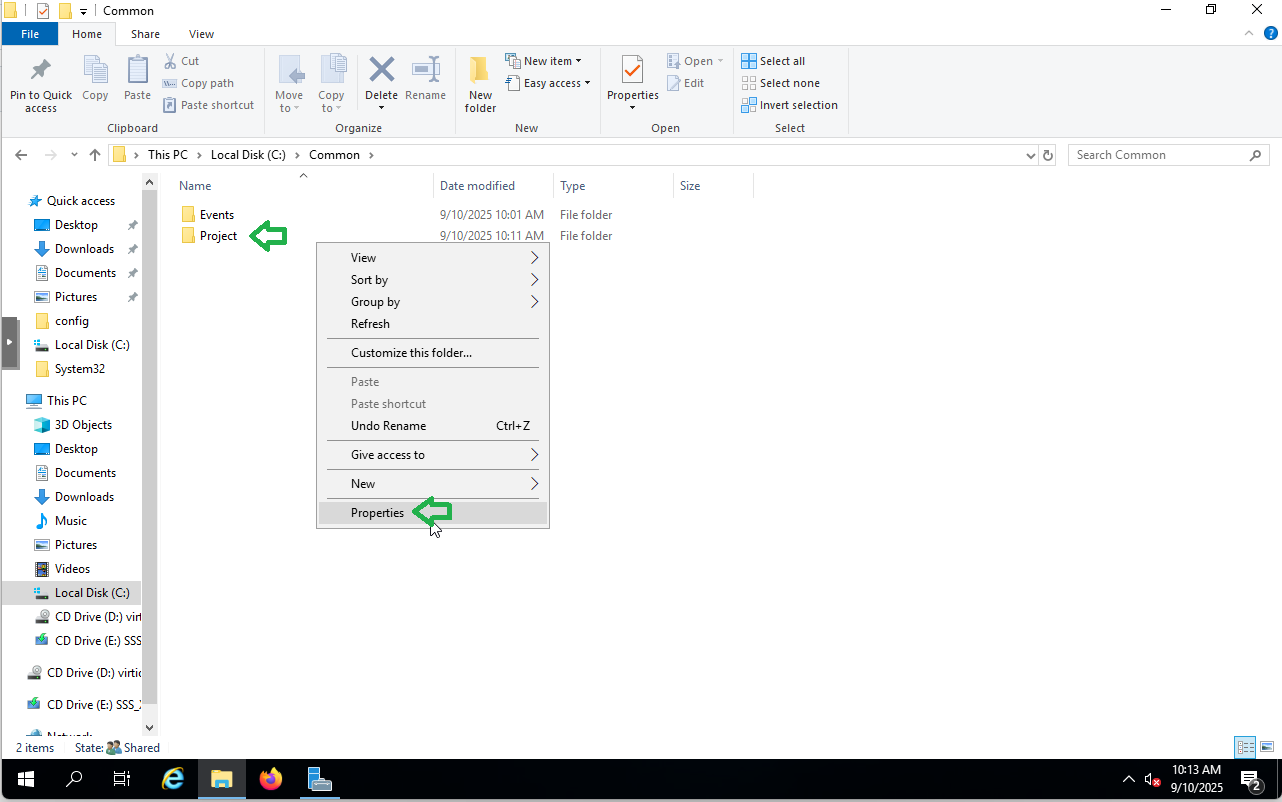 Common
File Home Share View
Pin to Quick access
Copy
Paste
Cut
Copy path
Paste shortcut
Clipboard
Move to
Copy to
Delete
Rename
Organize
New folder
New item
Easy access
New
Properties
Open
Edit
Open
Select all
Select none
Invert selection
Select
This PC > Local Disk (C:) > Common >
Search Common
Name Date modified Type Size
Events 9/10/2025 10:01 AM File folder
Project 9/10/2025 10:11 AM File folder
Quick access
Desktop
Downloads
Documents
Pictures
config
Local Disk (C:)
System32
This PC
3D Objects
Desktop
Documents
Downloads
Music
Pictures
Videos
Local Disk (C:)
CD Drive (D:) virti
CD Drive (E:) SSS
CD Drive (D:) virtic
CD Drive (E:) SSS_
View
Sort by
Group by
Refresh
Customize this folder...
Paste
Paste shortcut
Undo Rename Ctrl+Z
Give access to
New
Properties
2 items State: Shared
10:13 AM
9/10/2025
2